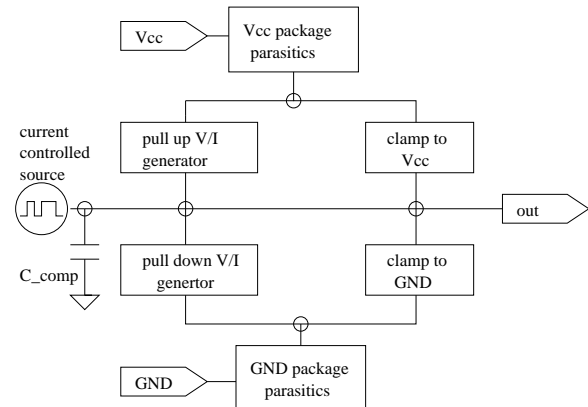 Vcc
Vcc package
parasitics
current
controlled
source
pull up V/I
generator
clamp to
Vcc
out
C_comp
pull down V/I
genertor
clamp to
GND
GND
GND package
parasitics